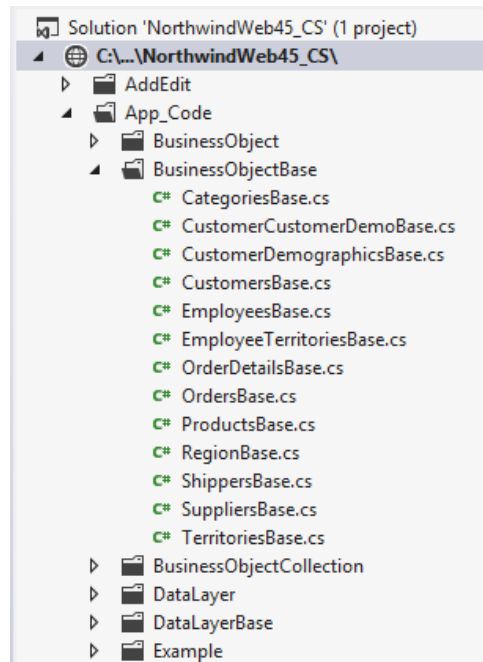 Solution 'NorthwindWeb45_CS' (1 project)
C:\...\NorthwindWeb45_CS\
AddEdit
App_Code
BusinessObject
BusinessObjectBase
C# CategoriesBase.cs
C# CustomerCustomerDemoBase.cs
C# CustomerDemographicsBase.cs
C# CustomersBase.cs
C# EmployeesBase.cs
C# EmployeeTerritoriesBase.cs
C# OrderDetailsBase.cs
C# OrdersBase.cs
C# ProductsBase.cs
C# RegionBase.cs
C# ShippersBase.cs
C# SuppliersBase.cs
C# TerritoriesBase.cs
BusinessObjectCollection
DataLayer
DataLayerBase
Example